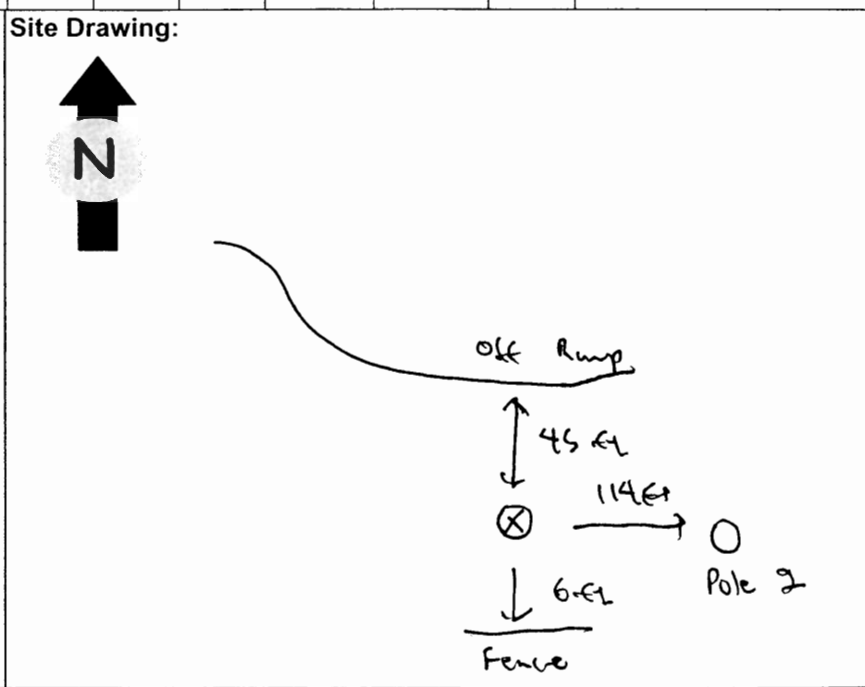 Site Drawing:
N
Off Ramp
45 ft
114 ft
Pole 2
6 ft
Fence